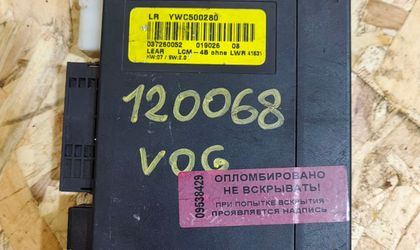 LR YWC500280
037260052 019026 08
LEAR LCM-4B ohne LWR 41531
HW:07 / SW:2.0
120068
VOG
09538429
ОПЛОМБИРОВАНО
НЕ ВСКРЫВАТЬ!
ПРИ ПОПЫТКЕ ВСКРЫТИЯ
ПРОЯВЛЯЕТСЯ НАДПИСЬ